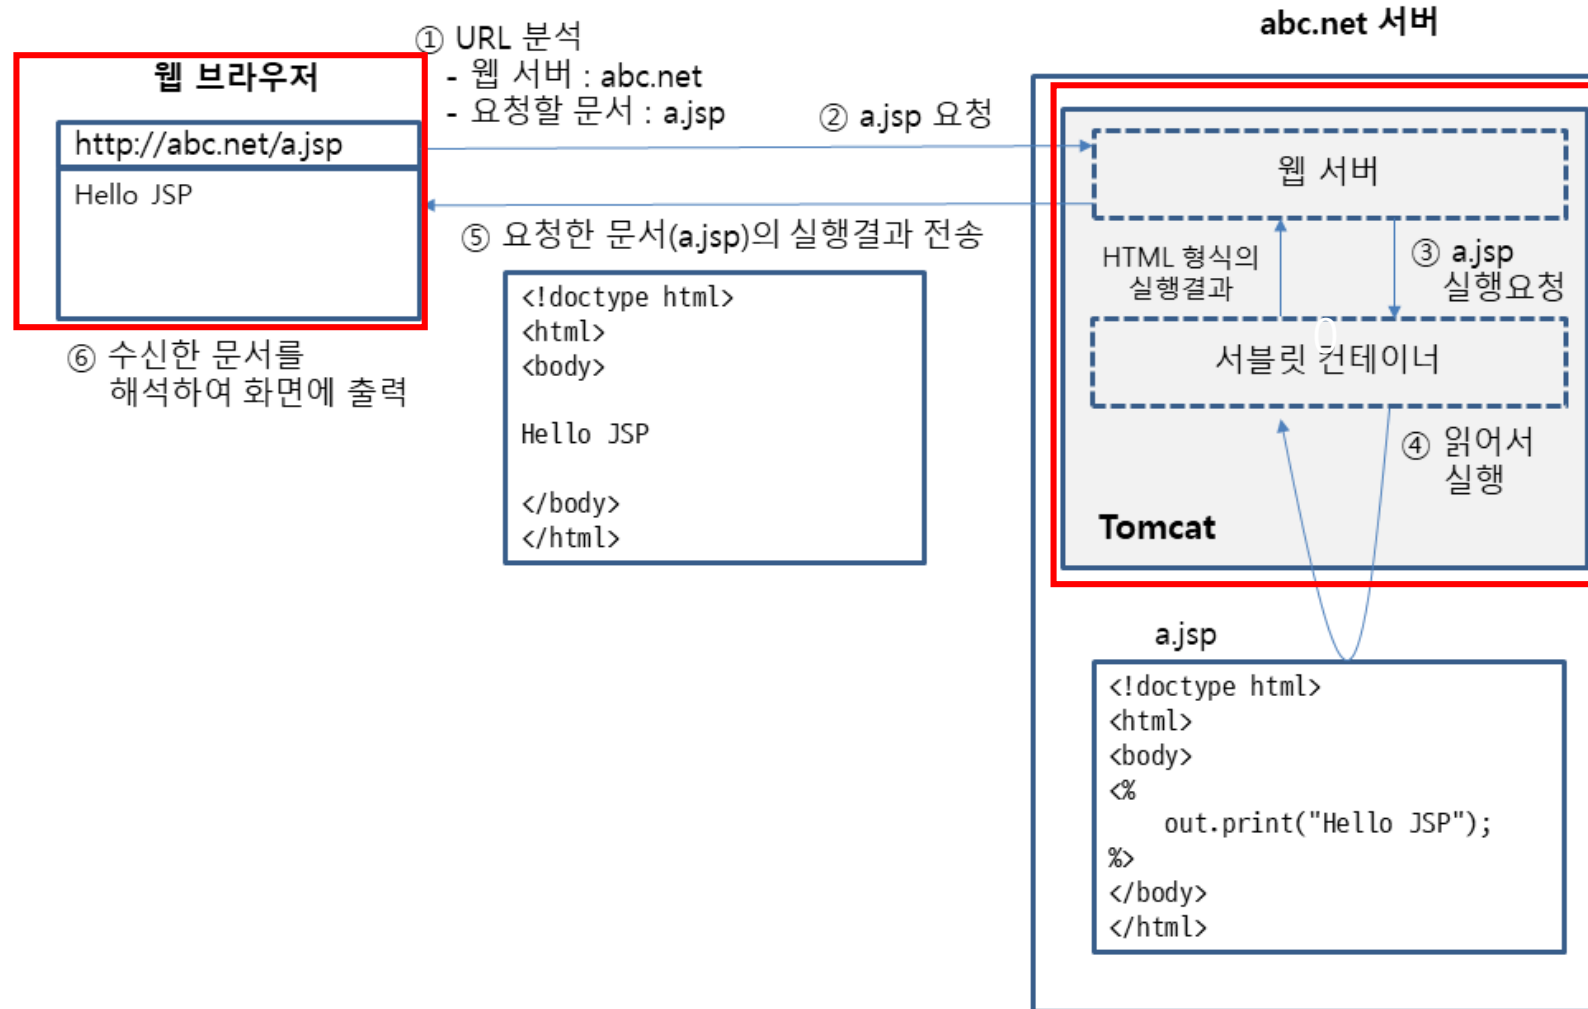 abc.net 서버
① URL 분석
- 웹 서버 : abc.net
- 요청할 문서 : a.jsp
웹 브라우저
http://abc.net/a.jsp
Hello JSP
② a.jsp 요청
웹 서버
⑤ 요청한 문서(a.jsp)의 실행결과 전송
HTML 형식의
실행결과
③ a.jsp
실행요청
<!doctype html>
<html>
<body>
Hello JSP
</body>
</html>
서블릿 컨테이너
0
⑥ 수신한 문서를
해석하여 화면에 출력
④ 읽어서
실행
Tomcat
a.jsp
<!doctype html>
<html>
<body>
<%
out.print("Hello JSP");
%>
</body>
</html>